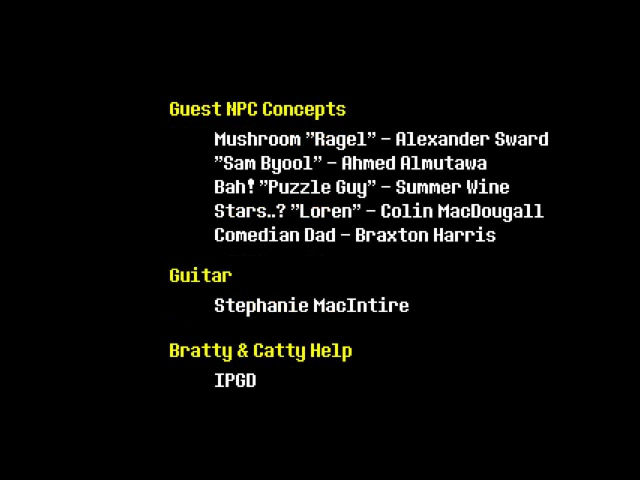 Guest NPC Concepts
Mushroom "Ragel" - Alexander Sward
"Sam Byool" - Ahmed Almutawa
Bah! "Puzzle Guy" - Summer Wine
Stars..? "Loren" - Colin MacDougall
Comedian Dad - Braxton Harris
Guitar
Stephanie MacIntire
Bratty & Catty Help
IPGD